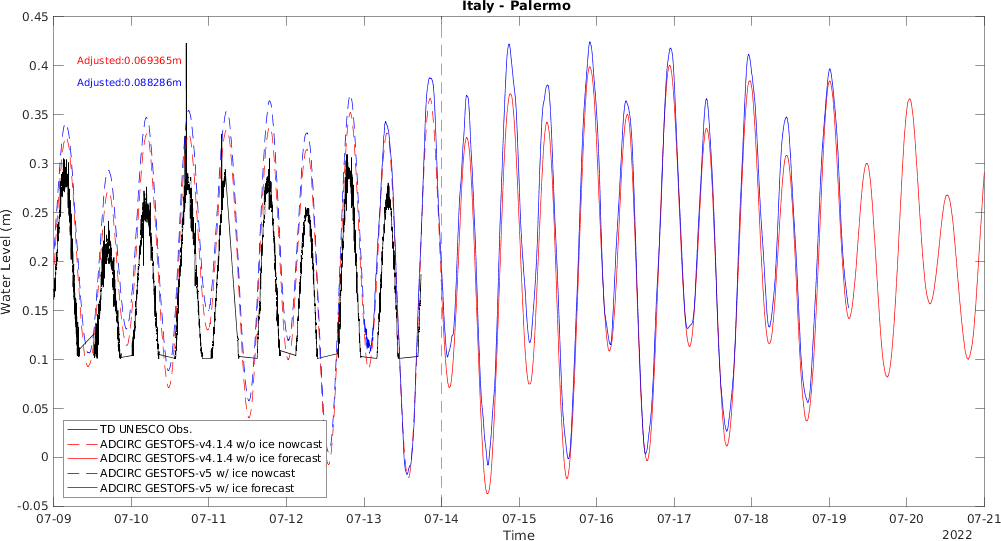 Italy - Palermo
0.45
0.4
0.35
0.3
0.25
0.2
0.15
0.1
0.05
0
-0.05
Water Level (m)
Adjusted:0.069365m
Adjusted:0.088286m
TD UNESCO Obs.
ADCIRC GESTOFS-v4.1.4 w/o ice nowcast
ADCIRC GESTOFS-v4.1.4 w/o ice forecast
ADCIRC GESTOFS-v5 w/ ice nowcast
ADCIRC GESTOFS-v5 w/ ice forecast
07-09 07-10 07-11 07-12 07-13 07-14 07-15 07-16 07-17 07-18 07-19 07-20 07-21
Time
2022